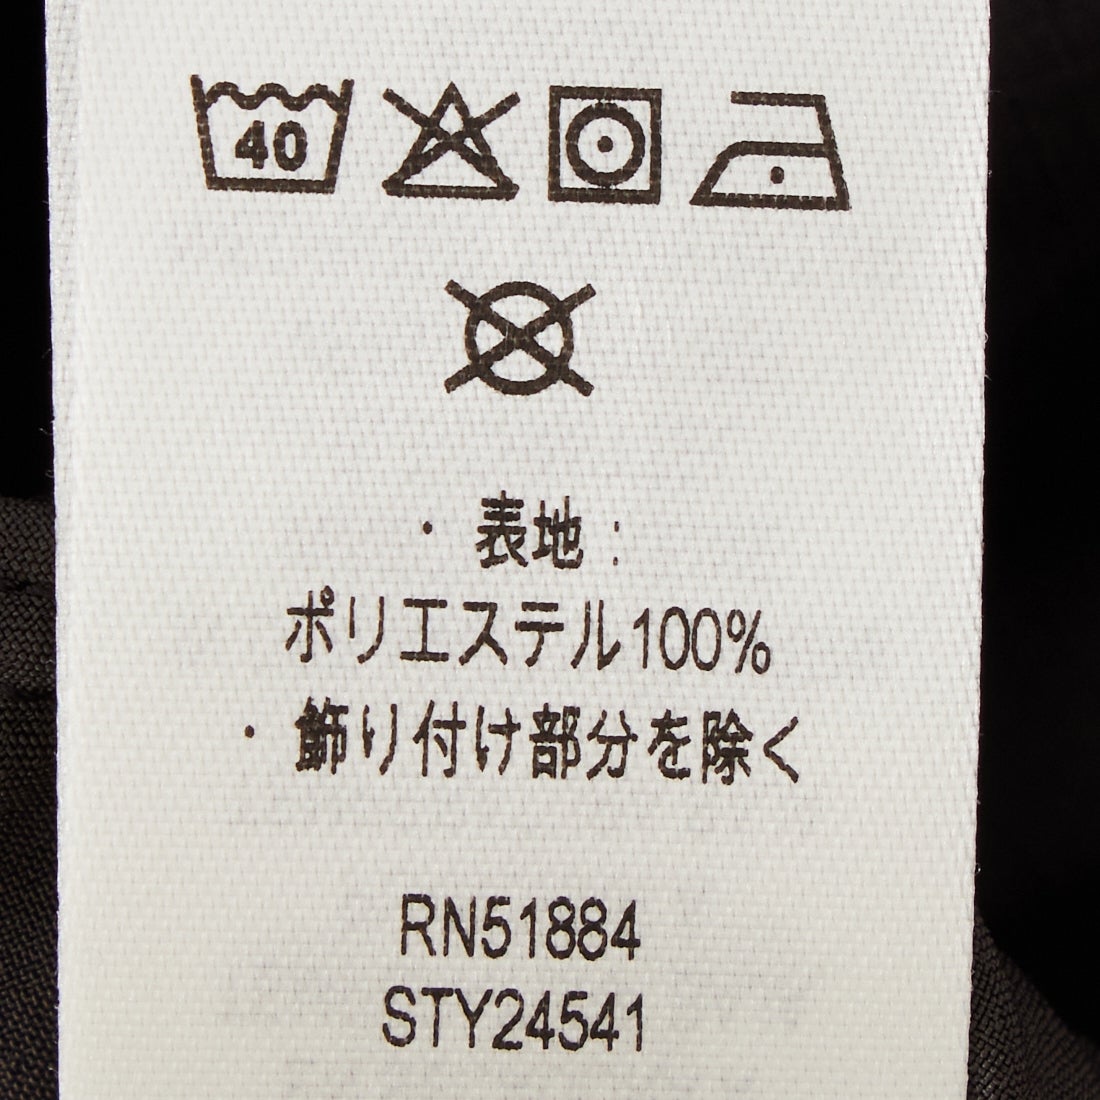 40
・表地:
ポリエステル100%
・飾り付け部分を除く
RN51884
STY24541